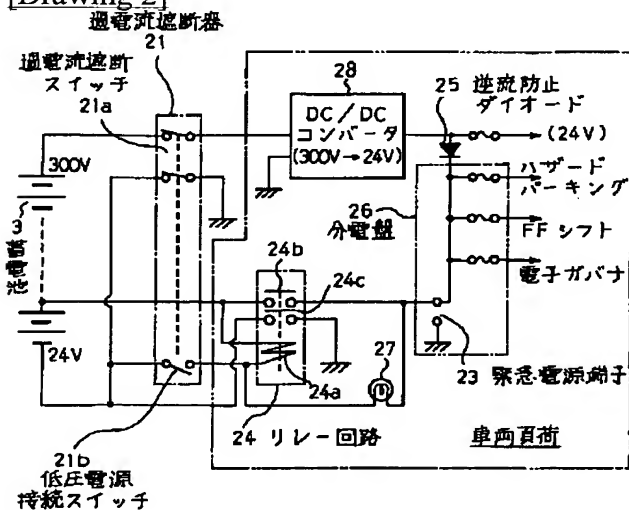 [Drawing 2]
過電流遮断器
21
過電流遮断
スイッチ
21a
300V
3
蓄電器
24V
21b
低圧電源
接続スイッチ
28
DC/DC
コンバータ
(300V→24V)
25 逆流防止
ダイオード
(24V)
ハザード
パーキング
26
分電盤
FFシフト
電子ガバナ
24b
24c
24a
24 リレー回路
27
23 緊急電源端子
車両負荷